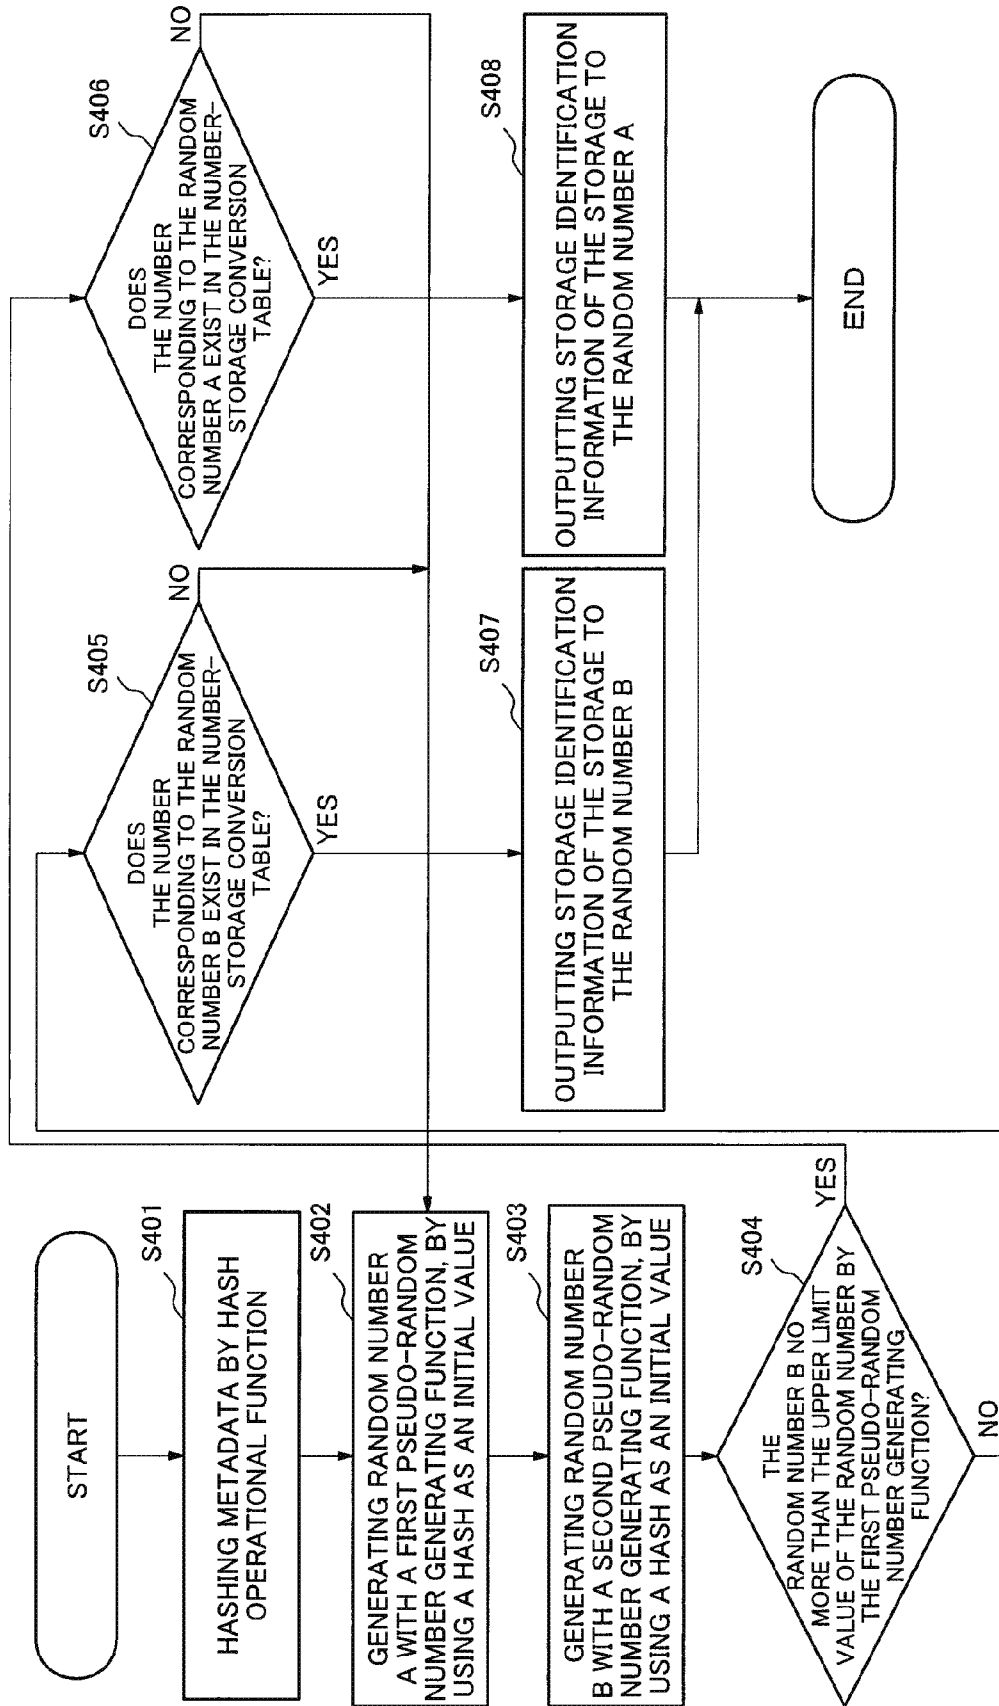 START
S401
HASHING METADATA BY HASH
OPERATIONAL FUNCTION
S402
GENERATING RANDOM NUMBER
A WITH A FIRST PSEUDO-RANDOM
NUMBER GENERATING FUNCTION, BY
USING A HASH AS AN INITIAL VALUE
S403
GENERATING RANDOM NUMBER
B WITH A SECOND PSEUDO-RANDOM
NUMBER GENERATING FUNCTION, BY
USING A HASH AS AN INITIAL VALUE
S404
THE
RANDOM NUMBER B NO
MORE THAN THE UPPER LIMIT
VALUE OF THE RANDOM NUMBER BY
THE FIRST PSEUDO-RANDOM
NUMBER GENERATING
FUNCTION?
YES
NO
S405
DOES
THE NUMBER
CORRESPONDING TO THE RANDOM
NUMBER B EXIST IN THE NUMBER-
STORAGE CONVERSION
TABLE?
NO
YES
S406
DOES
THE NUMBER
CORRESPONDING TO THE RANDOM
NUMBER A EXIST IN THE NUMBER-
STORAGE CONVERSION
TABLE?
NO
YES
S407
OUTPUTTING STORAGE IDENTIFICATION
INFORMATION OF THE STORAGE TO
THE RANDOM NUMBER B
S408
OUTPUTTING STORAGE IDENTIFICATION
INFORMATION OF THE STORAGE TO
THE RANDOM NUMBER A
END